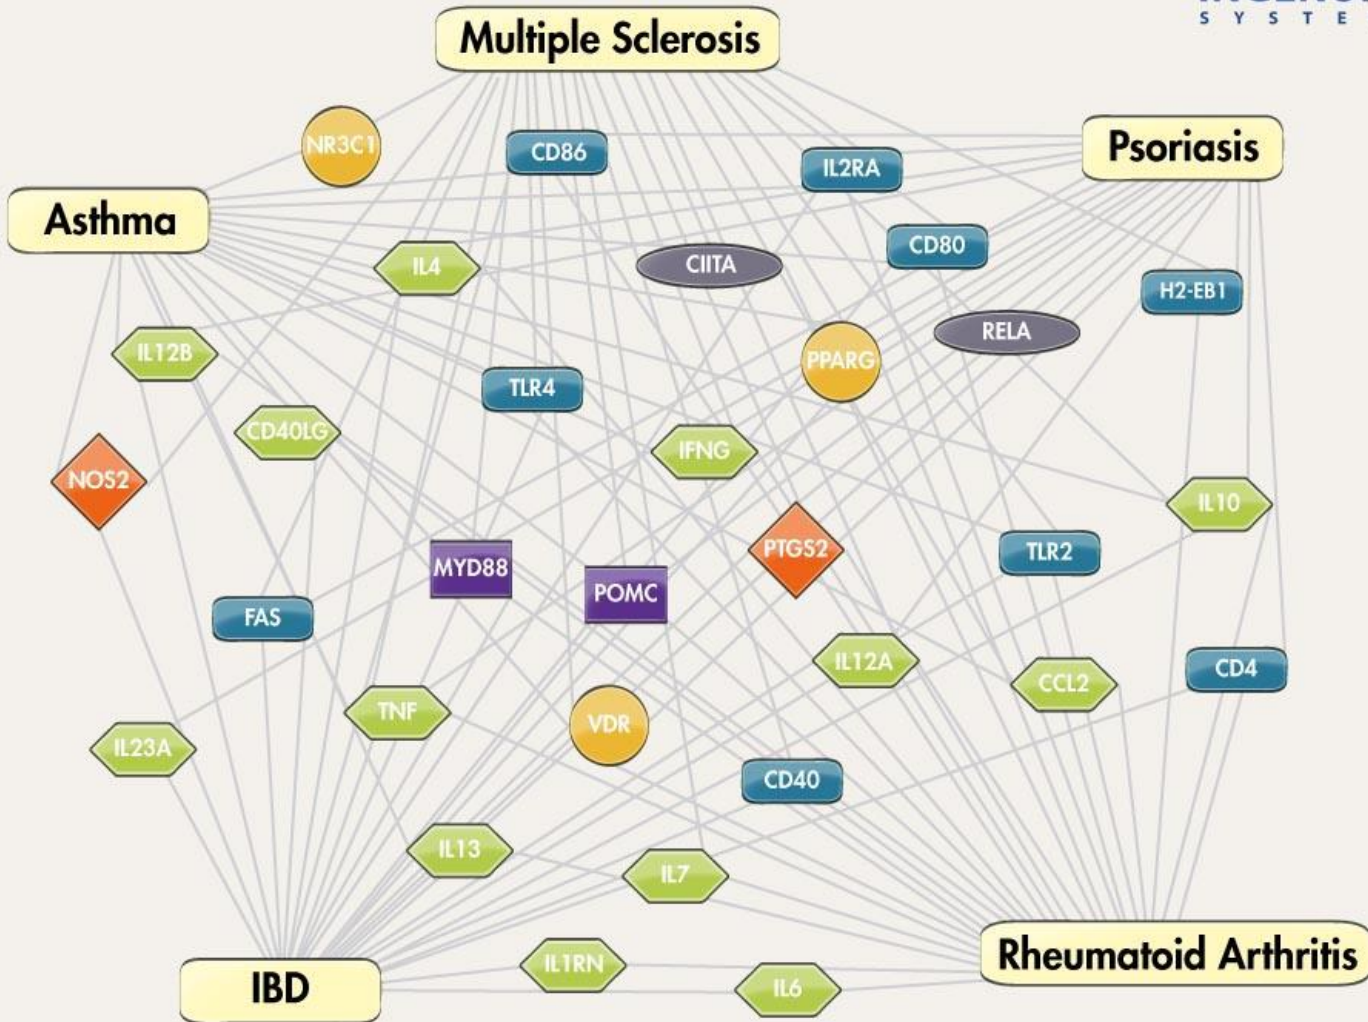 S Y S T E
Multiple Sclerosis
NR3C1
CD86
IL2RA
Psoriasis
Asthma
IL4
CIITA
CD80
H2-EB1
RELA
IL12B
PPARG
TLR4
CD40LG
IFNG
NOS2
IL10
PTGS2
TLR2
MYD88
POMC
FAS
IL12A
CD4
CCL2
TNF
VDR
IL23A
CD40
IL13
IL7
Rheumatoid Arthritis
IL1RN
IBD
IL6